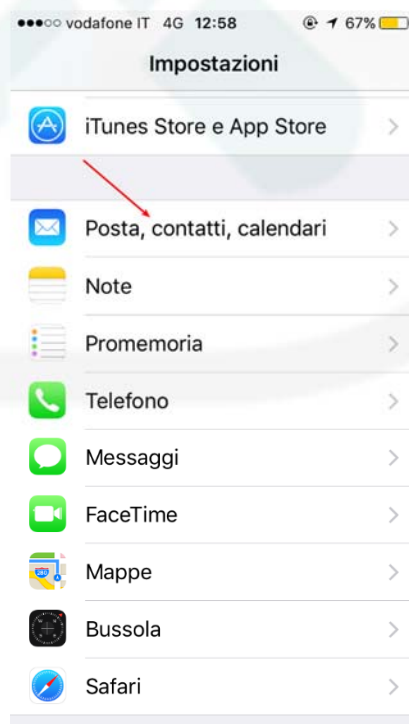 vodafone IT 4G 12:58 67%
Impostazioni
iTunes Store e App Store
Posta, contatti, calendari
Note
Promemoria
Telefono
Messaggi
FaceTime
Mappe
280
Bussola
Safari